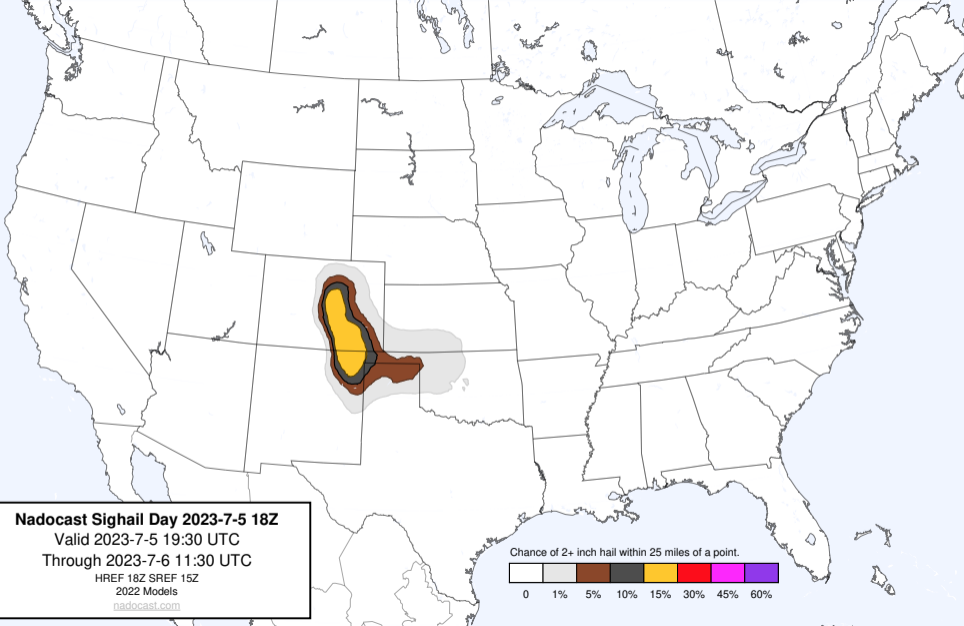 Nadocast Sighail Day 2023-7-5 18Z
Valid 2023-7-5 19:30 UTC
Through 2023-7-6 11:30 UTC
HREF 18Z SREF 15Z
2022 Models
nadocast.com
Chance of 2+ inch hail within 25 miles of a point.
0 1% 5% 10% 15% 30% 45% 60%